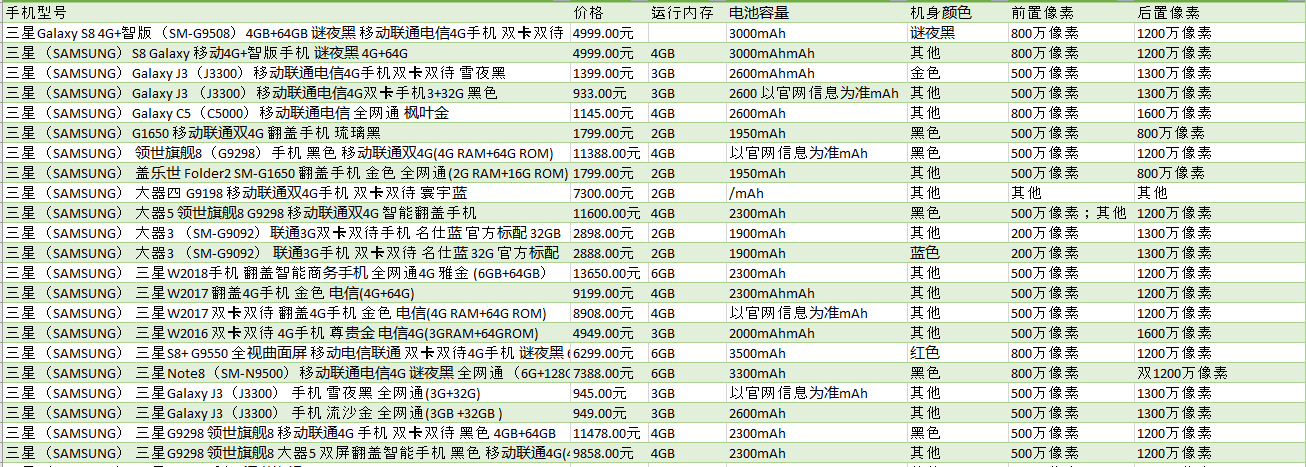 手机型号 价格 运行内存 电池容量 机身颜色 前置像素 后置像素
三星Galaxy S8 4G+智版（SM-G9508）4GB+64GB 谜夜黑 移动联通电信4G手机 双卡双待 4999.00元 3000mAh 谜夜黑 800万像素 1200万像素
三星（SAMSUNG）S8 Galaxy 移动4G+智版手机 谜夜黑 4G+64G 4999.00元 4GB 3000mAhmAh 其他 800万像素 1200万像素
三星（SAMSUNG）Galaxy J3（J3300）移动联通电信4G手机双卡双待 雪夜黑 1399.00元 3GB 2600mAhmAh 金色 500万像素 1300万像素
三星（SAMSUNG）Galaxy J3 （J3300）移动联通电信4G双卡手机3+32G 黑色 933.00元 3GB 2600 以官网信息为准mAh 其他 500万像素 1300万像素
三星（SAMSUNG）Galaxy C5（C5000）移动联通电信 全网通 枫叶金 1145.00元 4GB 2600mAh 其他 800万像素 1600万像素
三星（SAMSUNG）G1650 移动联通双4G 翻盖手机 琉璃黑 1799.00元 2GB 1950mAh 黑色 500万像素 800万像素
三星（SAMSUNG） 领世旗舰8（G9298）手机 黑色 移动联通双4G(4G RAM+64G ROM) 11388.00元 4GB 以官网信息为准mAh 黑色 500万像素 1200万像素
三星（SAMSUNG） 盖乐世 Folder2 SM-G1650 翻盖手机 金色 全网通(2G RAM+16G ROM) 1799.00元 2GB 1950mAh 其他 500万像素 800万像素
三星（SAMSUNG） 大器四 G9198 移动联通双4G手机 双卡双待 寰宇蓝 7300.00元 2GB /mAh 其他 其他 其他
三星（SAMSUNG） 大器5 领世旗舰8 G9298 移动联通双4G 智能翻盖手机 11600.00元 4GB 2300mAh 黑色 500万像素；其他 1200万像素
三星（SAMSUNG） 大器3 （SM-G9092）联通3G双卡双待手机 名仕蓝 官方标配 32GB 2898.00元 2GB 1900mAh 其他 200万像素 1300万像素
三星（SAMSUNG） 大器3 （SM-G9092） 联通3G手机 双卡双待 名仕蓝 32G 官方标配 2888.00元 2GB 1900mAh 蓝色 200万像素 1300万像素
三星（SAMSUNG） 三星W2018手机 翻盖智能商务手机 全网通4G 雅金 (6GB+64GB） 13650.00元 6GB 2300mAh 其他 500万像素 1200万像素
三星（SAMSUNG） 三星W2017 翻盖4G手机 金色 电信(4G+64G) 9199.00元 4GB 2300mAhmAh 其他 500万像素 1200万像素
三星（SAMSUNG） 三星W2017 双卡双待 翻盖4G手机 金色 电信(4G RAM+64G ROM) 8908.00元 4GB 以官网信息为准mAh 其他 500万像素 1200万像素
三星（SAMSUNG） 三星W2016 双卡双待 4G手机 尊贵金 电信4G(3GRAM+64GROM) 4949.00元 3GB 2000mAhmAh 其他 500万像素 1600万像素
三星（SAMSUNG） 三星S8+ G9550 全视曲面屏 移动电信联通 双卡双待4G手机 谜夜黑 6 6299.00元 6GB 3500mAh 红色 800万像素 1200万像素
三星（SAMSUNG） 三星Note8（SM-N9500）移动联通电信4G 谜夜黑 全网通（6G+128G 7388.00元 6GB 3300mAh 黑色 800万像素 双1200万像素
三星（SAMSUNG） 三星Galaxy J3（J3300） 手机 雪夜黑 全网通(3G+32G) 945.00元 3GB 以官网信息为准mAh 其他 500万像素 1300万像素
三星（SAMSUNG） 三星Galaxy J3（J3300） 手机 流沙金 全网通(3GB +32GB ) 949.00元 3GB 2600mAh 其他 500万像素 1300万像素
三星（SAMSUNG） 三星G9298 领世旗舰8 移动联通4G 手机 双卡双待 黑色 4GB+64GB 11478.00元 4GB 2300mAh 黑色 500万像素 1200万像素
三星（SAMSUNG） 三星G9298 领世旗舰8 大器5 双屏翻盖智能手机 黑色 移动联通4G(4 9858.00元 4GB 2300mAh 其他 500万像素 1200万像素